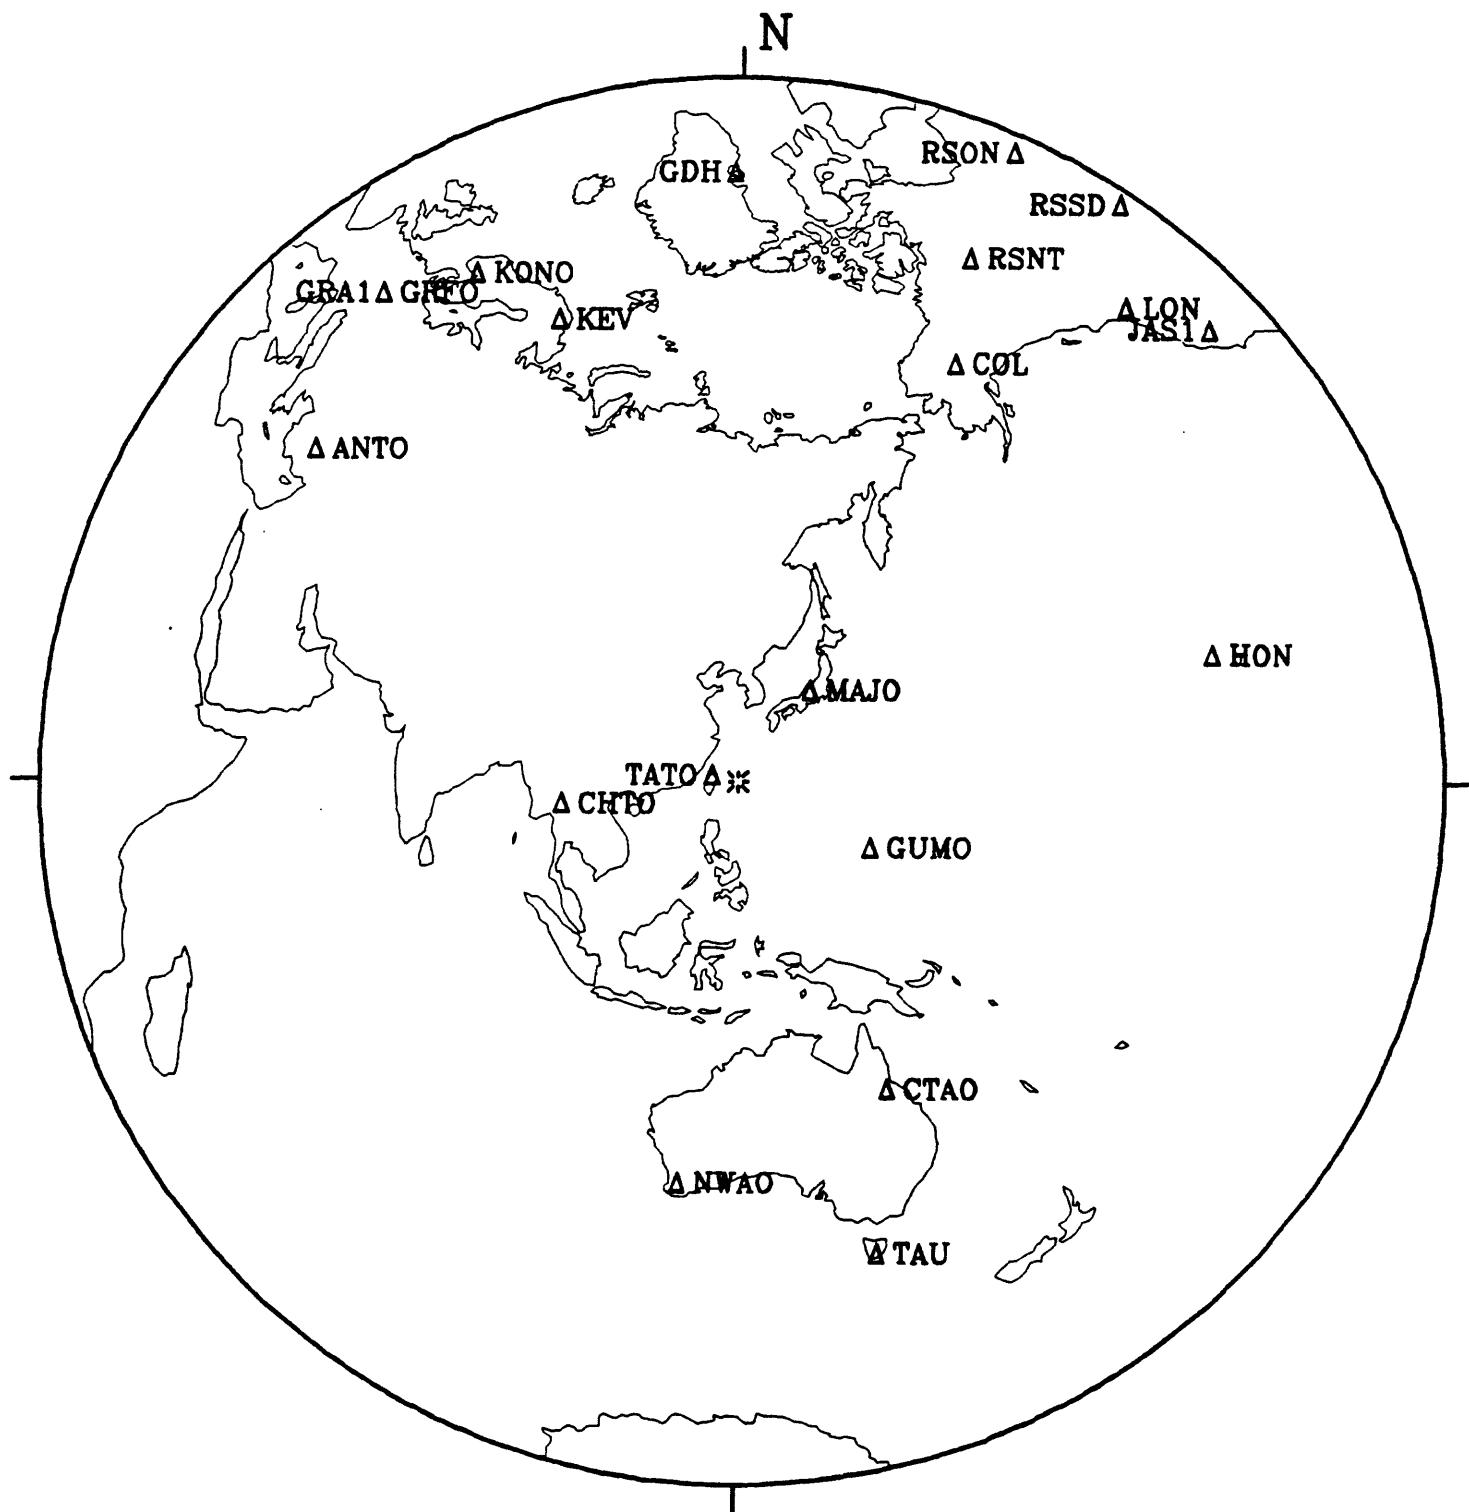 N
RSON
GDH
RSSD
RSNT
KONO
GRA1 GRFO
LON
KEV
JAS1
COL
ANTO
HON
MAJO
TATO
CHTO
GUMO
CTAO
NWAO
TAU